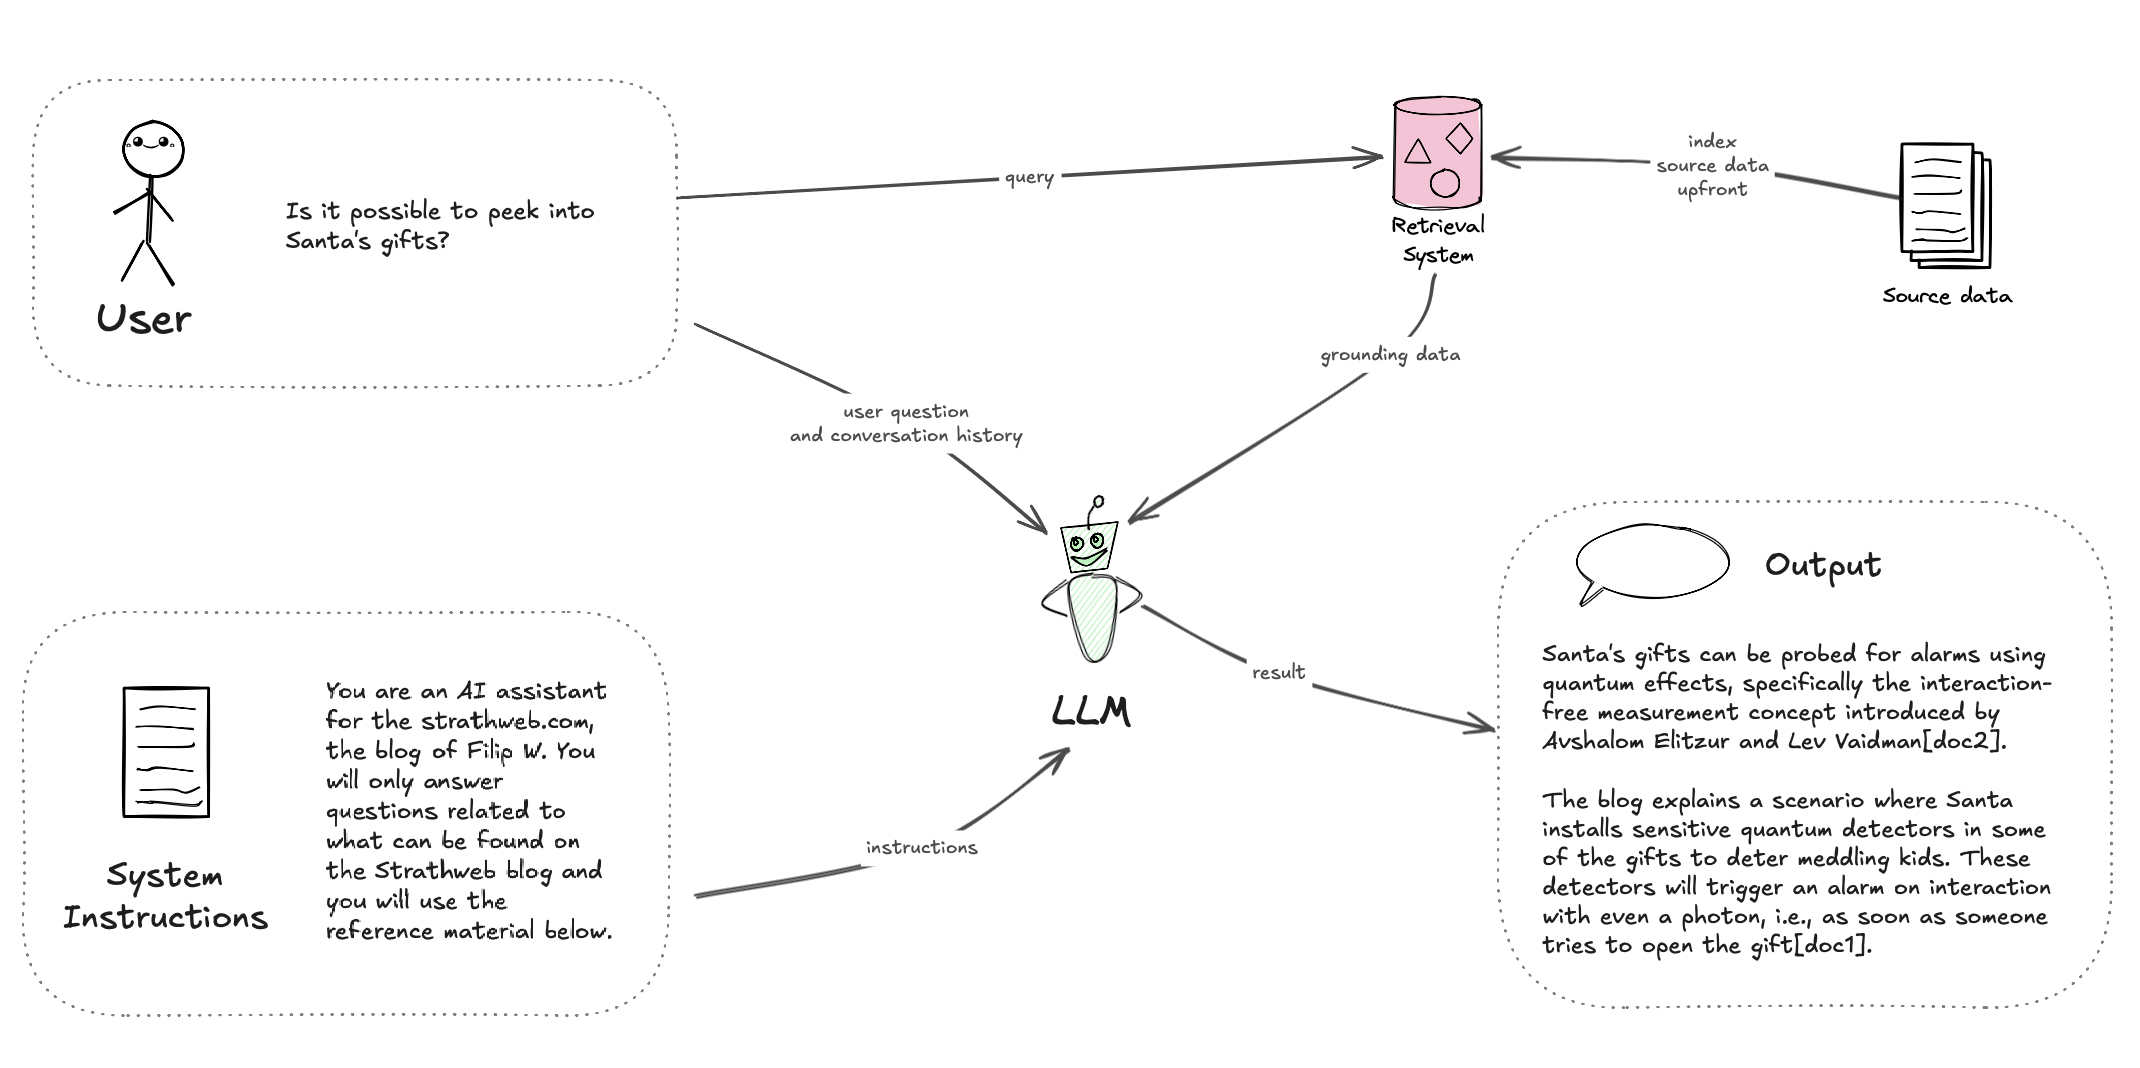 Is it possible to peek into
Santa's gifts?
User
query
Retrieval
System
index
source data
upfront
Source data
user question
and conversation history
grounding data
LLM
result
instructions
System
Instructions
You are an AI assistant
for the strathweb.com,
the blog of Filip W. You
will only answer
questions related to
what can be found on
the Strathweb blog and
you will use the
reference material below.
Output
Santa's gifts can be probed for alarms using
quantum effects, specifically the interaction-
free measurement concept introduced by
Avshalom Elitzur and Lev Vaidman[doc2].
The blog explains a scenario where Santa
installs sensitive quantum detectors in some
of the gifts to deter meddling kids. These
detectors will trigger an alarm on interaction
with even a photon, i.e., as soon as someone
tries to open the gift[doc1].